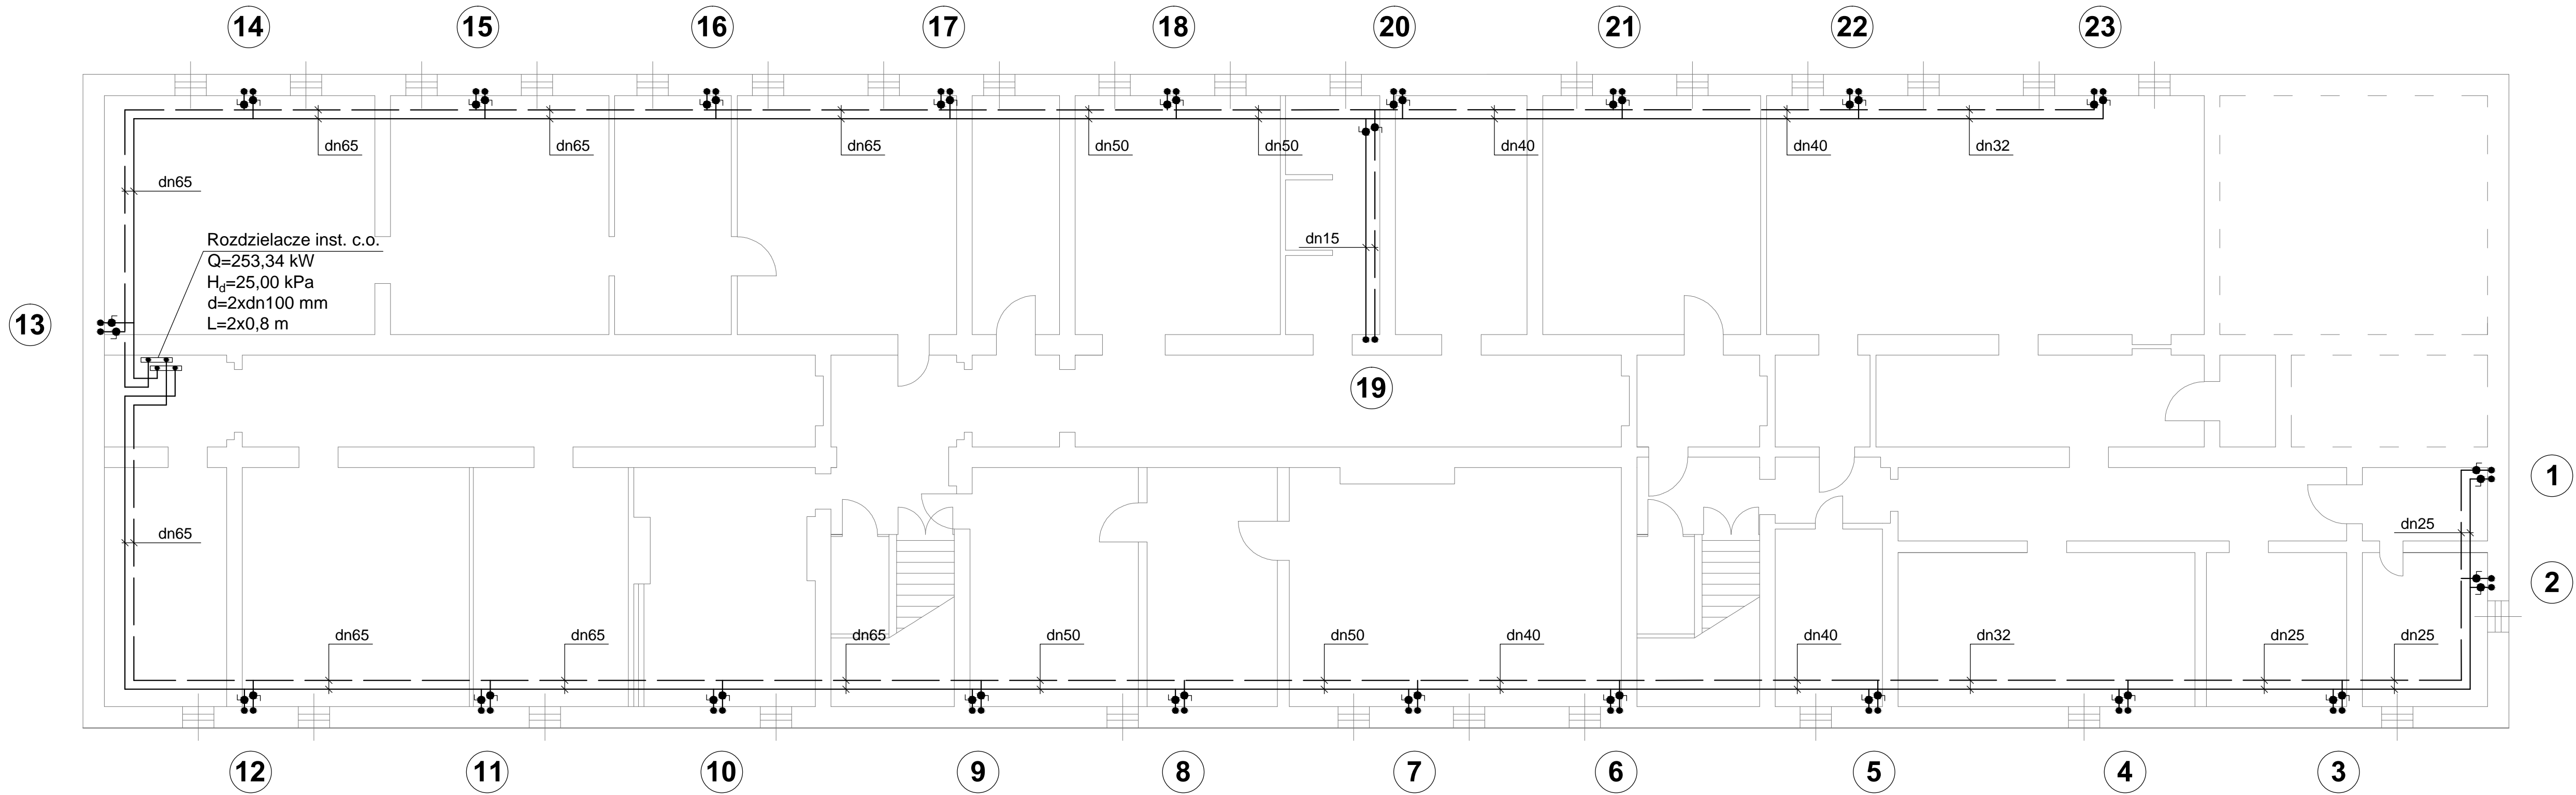 14
15
16
17
18
20
21
22
23
dn65
dn65
dn65
dn50
dn50
dn40
dn40
dn32
dn65
dn15
Rozdzielacze inst. c.o.
Q=253,34 kW
Hd=25,00 kPa
d=2xdn100 mm
L=2x0,8 m
13
19
1
dn25
dn65
2
dn65
dn65
dn65
dn50
dn50
dn40
dn40
dn32
dn25
dn25
12
11
10
9
8
7
6
5
4
3